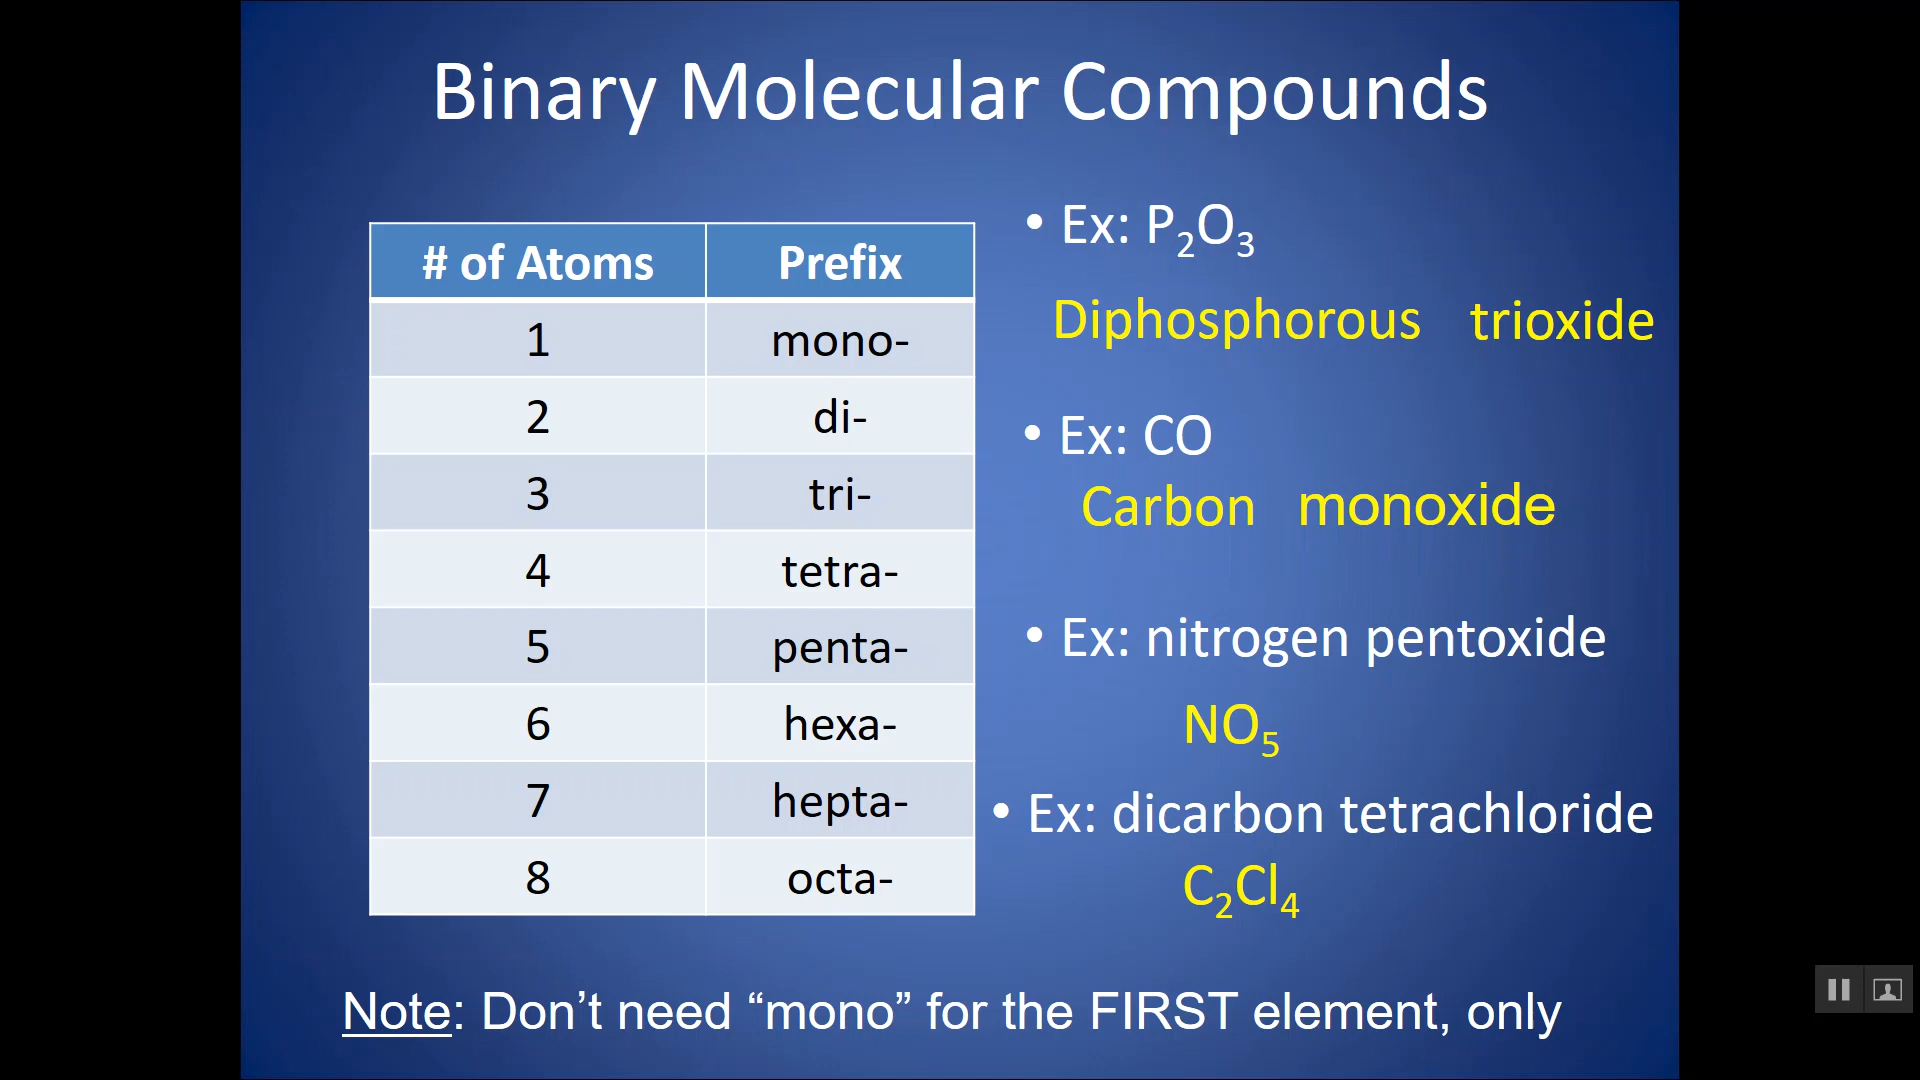 Binary Molecular Compounds
# of Atoms Prefix
1 mono-
2 di-
3 tri-
4 tetra-
5 penta-
6 hexa-
7 hepta-
8 octa-
• Ex: P₂O₃
Diphosphorous trioxide
• Ex: CO
Carbon monoxide
• Ex: nitrogen pentoxide
NO₅
• Ex: dicarbon tetrachloride
C₂Cl₄
Note: Don’t need “mono” for the FIRST element, only